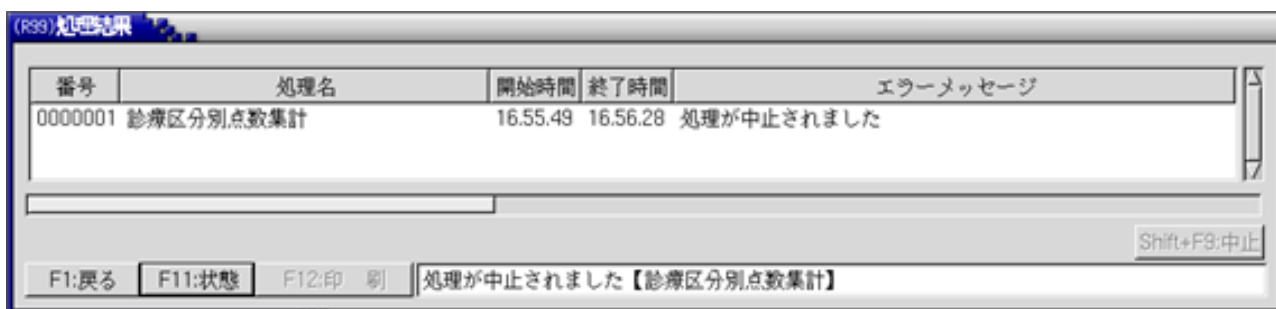 (R99)処理結果
番号 処理名 開始時間 終了時間 エラーメッセージ
0000001 診療区分別点数集計 16.55.49 16.56.28 処理が中止されました
Shift+F9:中止
F1:戻る F11:状態 F12:印 刷 処理が中止されました【診療区分別点数集計】